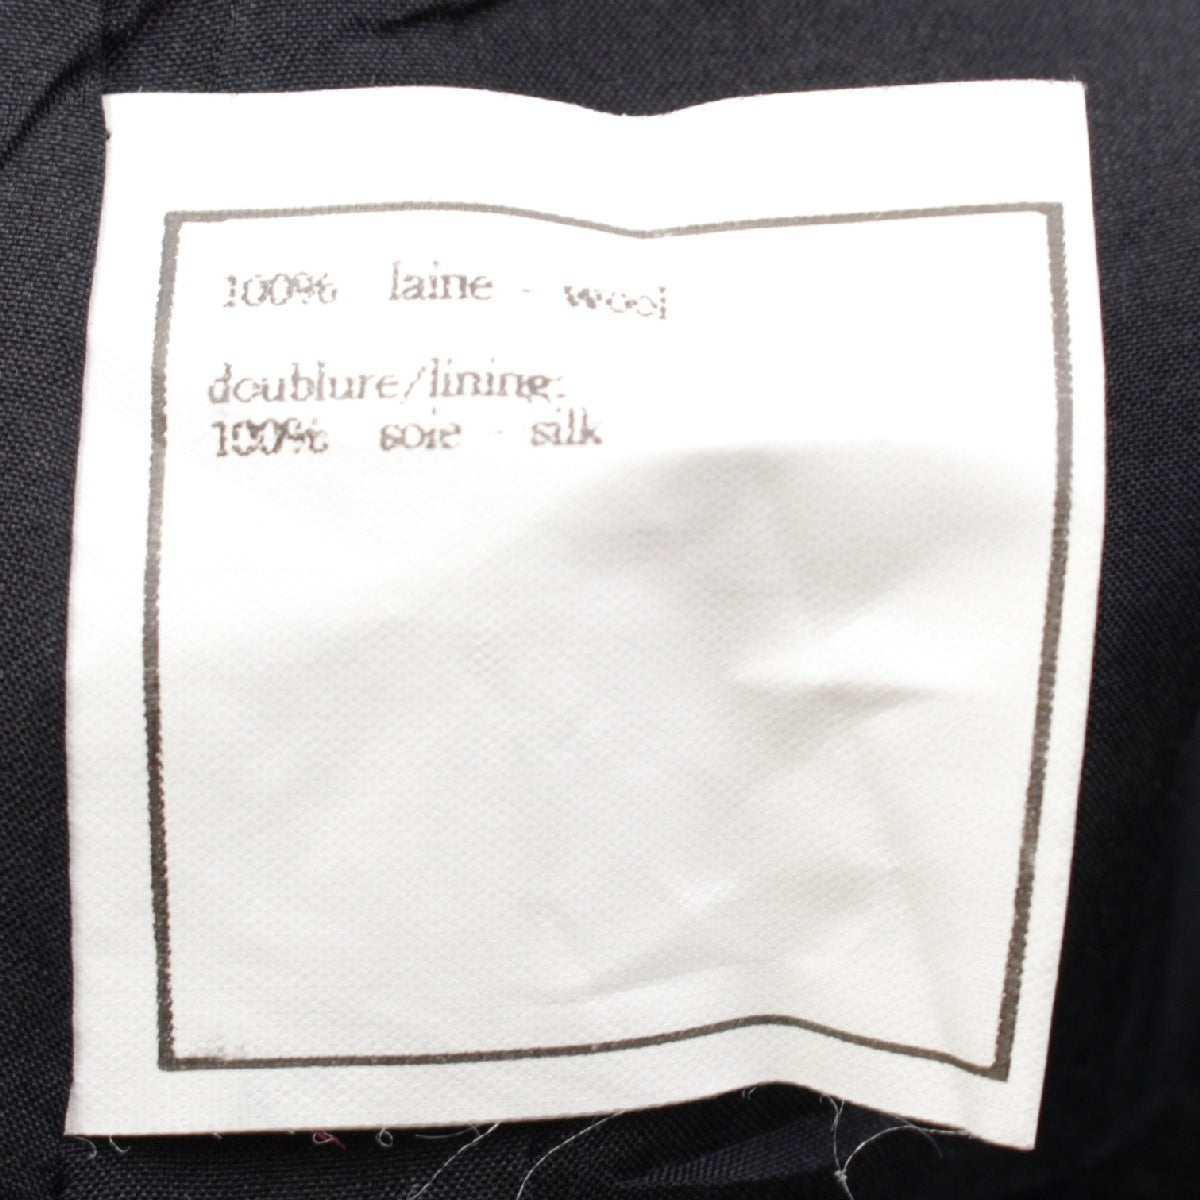 100% laine - wool
doublure/lining:
100% soie - silk